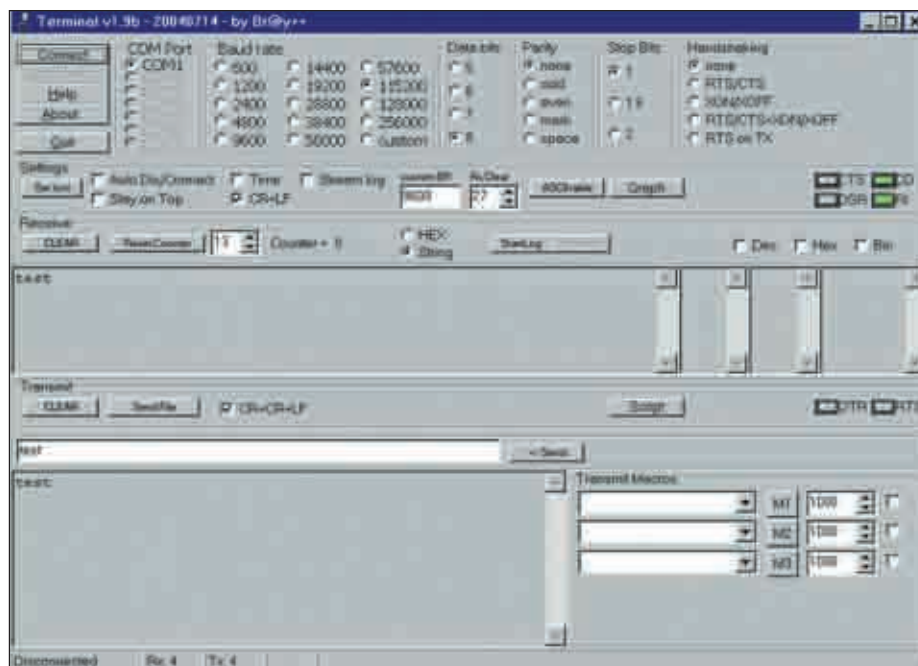 Terminal v1.9b - 20040714 - by Br@y++
Connect
Help
About
Quit
COM Port
COM1
Baud rate
600
1200
2400
4800
9600
14400
19200
28800
38400
56000
57600
115200
128000
256000
custom
Data bits
5
6
7
8
Parity
none
odd
even
mark
space
Stop Bits
1
1.5
2
Handshaking
none
RTS/CTS
XON/XOFF
RTS/CTS+XON/XOFF
RTS on TX
Settings
Set font
Auto Dis/Connect
Time
Stream log
Stay on Top
CR=LF
custom BR
9600
Rx Clear
27
ASCII table
Graph
CTS
CD
DSR
RI
Receive
CLEAR
Reset Counter
13
Counter = 0
HEX
String
StartLog
Dec
Hex
Bin
test
Transmit
CLEAR
Send File
CR=CR+LF
Script
DTR
RTS
test
<- Send
test
Transmit Macros
M1
1000
M2
1000
M3
1000
Disconnected
Rx: 4
Tx: 4